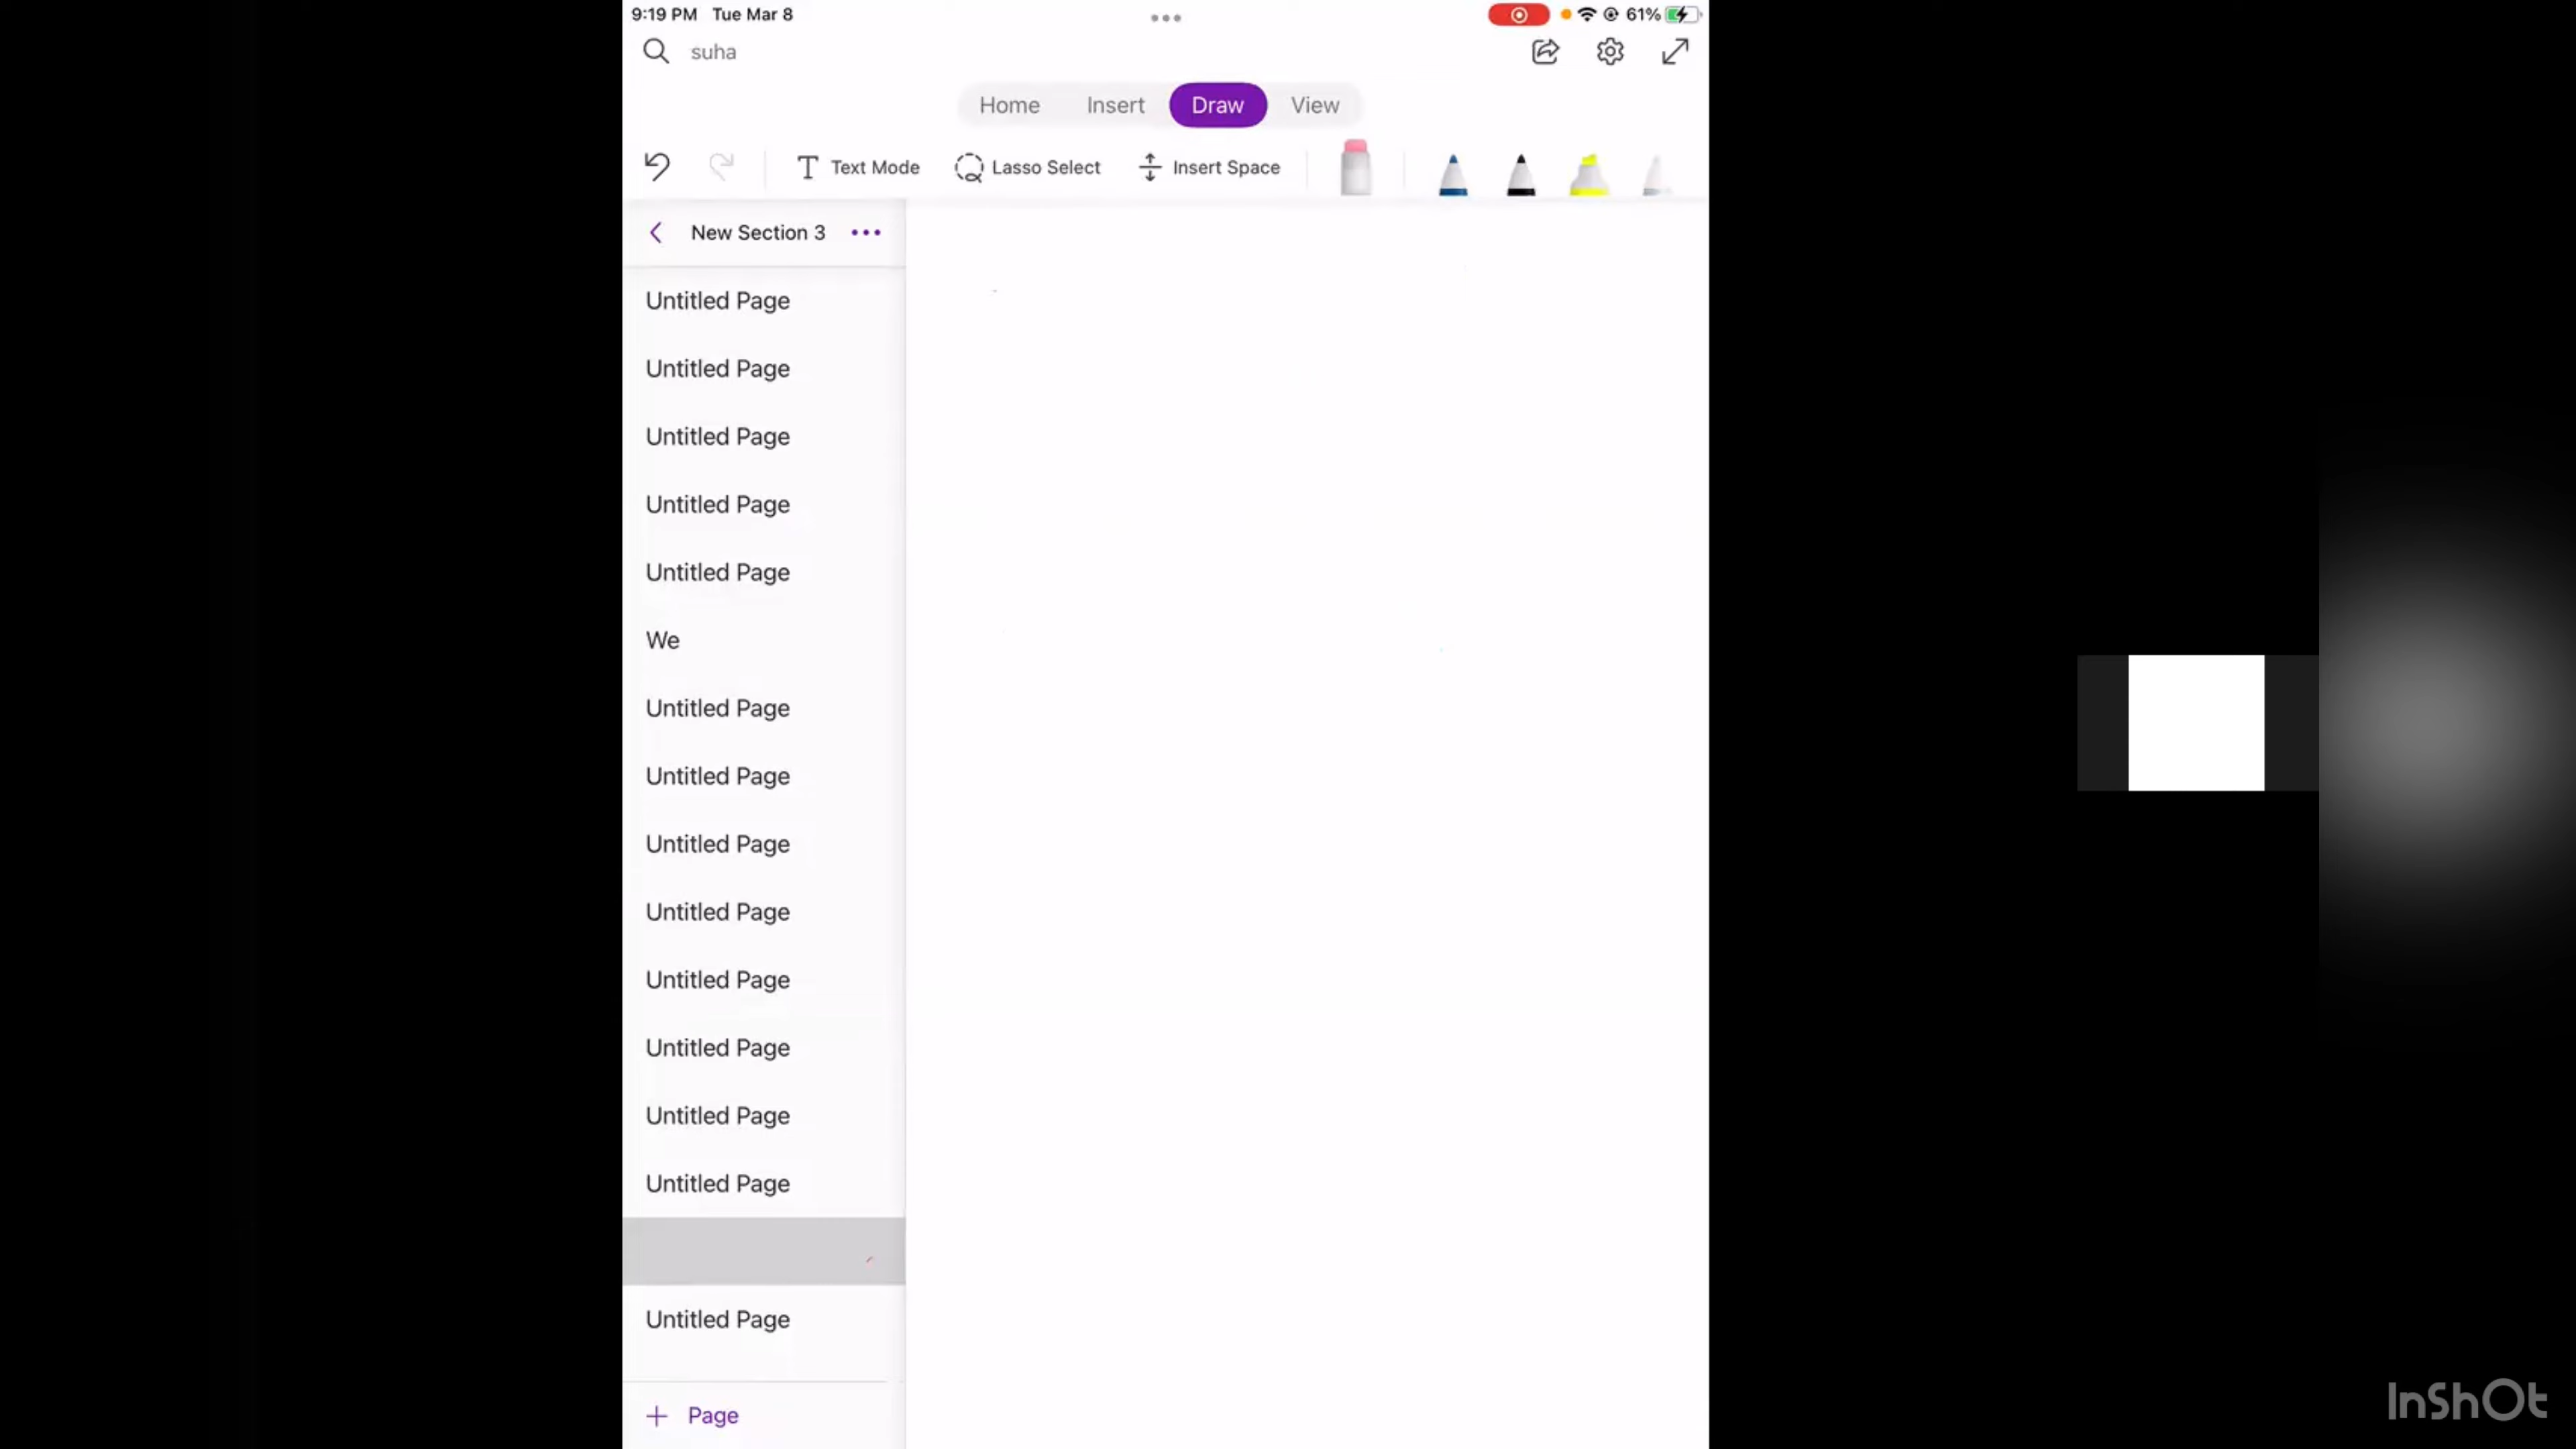 9:19 PM Tue Mar 8
61%
suha
Home Insert Draw View
Text Mode Lasso Select Insert Space
New Section 3
Untitled Page
Untitled Page
Untitled Page
Untitled Page
Untitled Page
We
Untitled Page
Untitled Page
Untitled Page
Untitled Page
Untitled Page
Untitled Page
Untitled Page
Untitled Page
Untitled Page
Page
InShOt